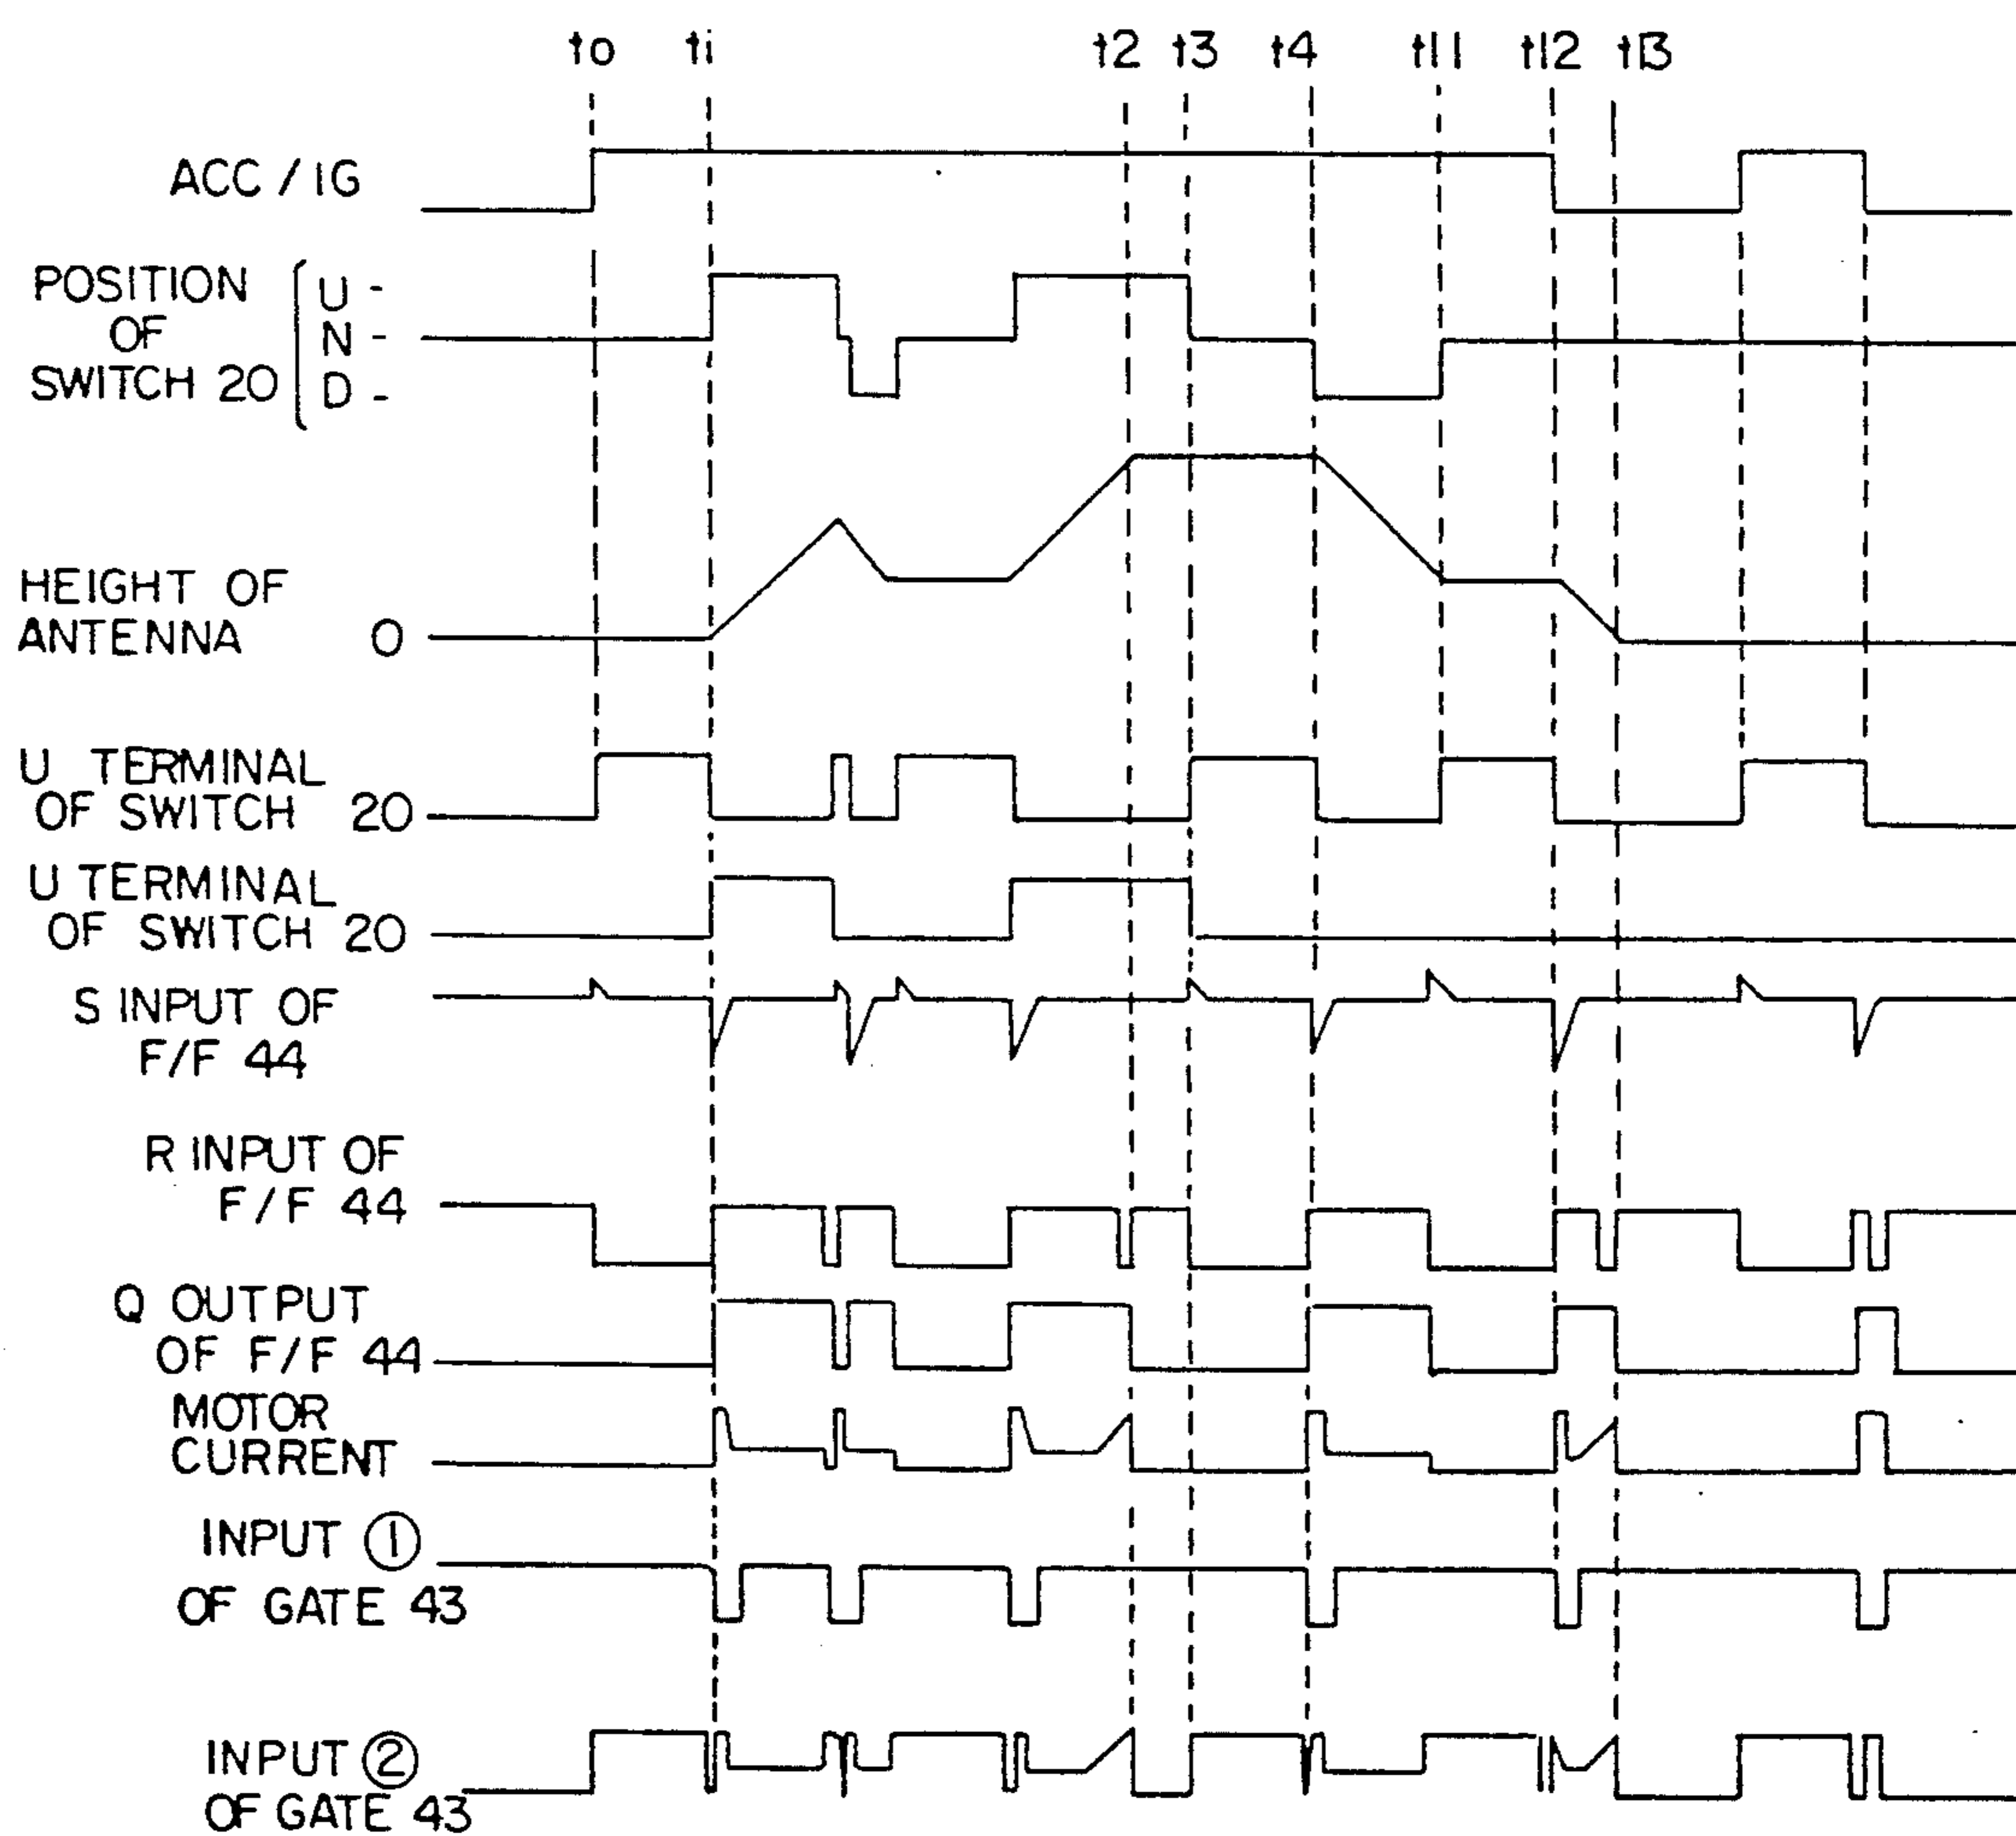 to ti t2 t3 t4 t11 t12 t13
ACC / IG
POSITION U -
OF N -
SWITCH 20 D -
HEIGHT OF
ANTENNA 0
U TERMINAL
OF SWITCH 20
U TERMINAL
OF SWITCH 20
S INPUT OF
F/F 44
R INPUT OF
F/F 44
Q OUTPUT
OF F/F 44
MOTOR
CURRENT
INPUT ①
OF GATE 43
INPUT ②
OF GATE 43